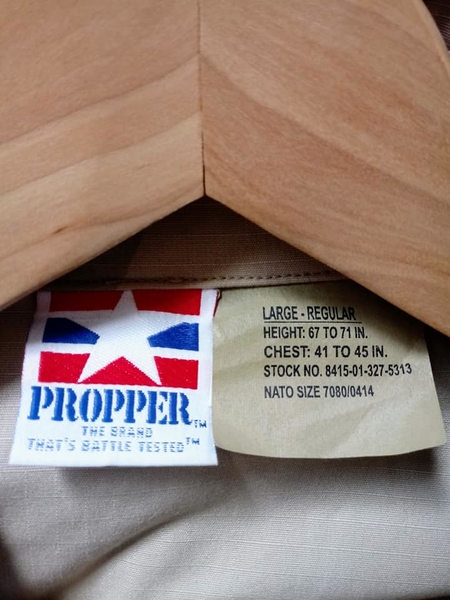 PROPPER™
THE BRAND
THAT'S BATTLE TESTED™
LARGE - REGULAR
HEIGHT: 67 TO 71 IN.
CHEST: 41 TO 45 IN.
STOCK NO. 8415-01-327-5313
NATO SIZE 7080/0414